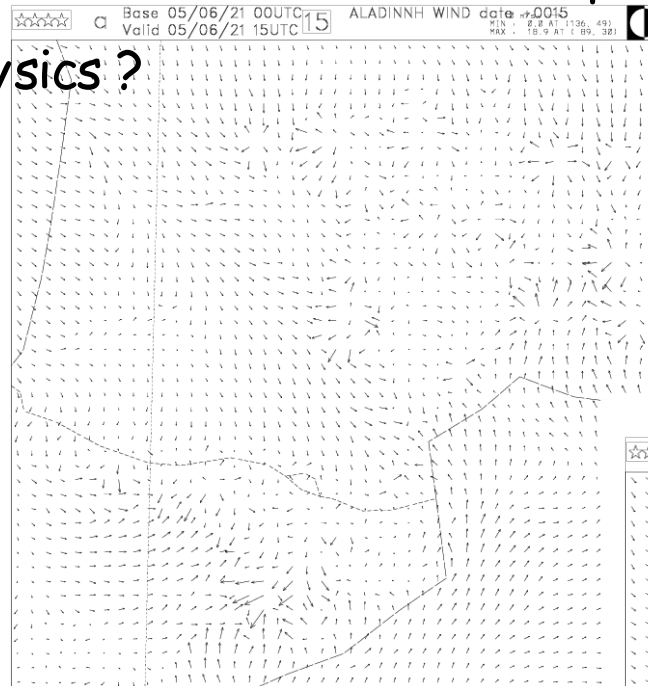 Base 05/06/21 00UTC 15 ALADINNH WIND date +0015
a Valid 05/06/21 15UTC
MIN : 0.0 AT (136, 49)
MAX : 18.9 AT ( 89, 30)
ysics ?